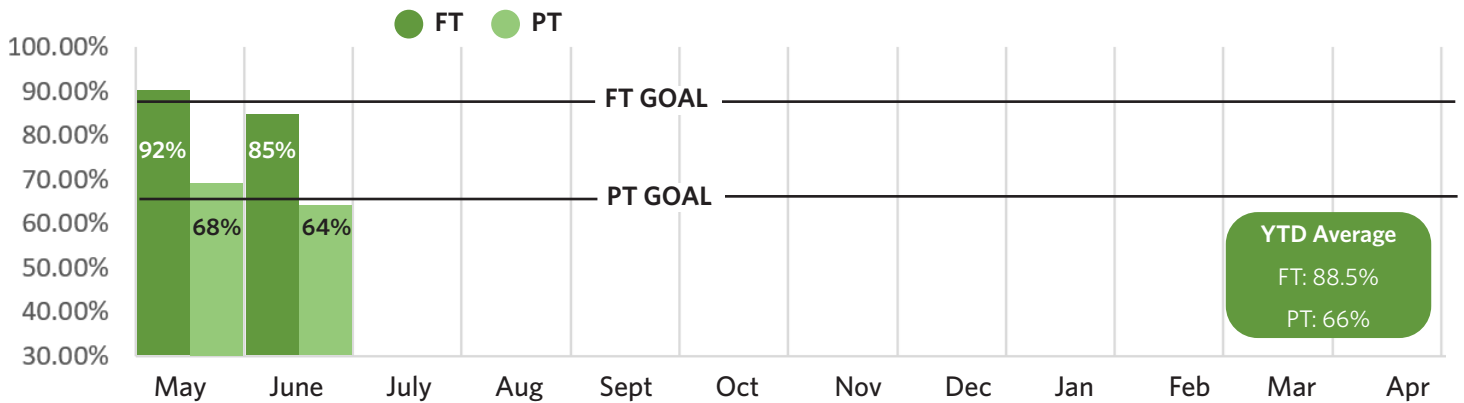 FT PT
100.00%
90.00%
80.00%
70.00%
60.00%
50.00%
40.00%
30.00%
FT GOAL
PT GOAL
92% 85%
68% 64%
YTD Average
FT: 88.5%
PT: 66%
May June July Aug Sept Oct Nov Dec Jan Feb Mar Apr